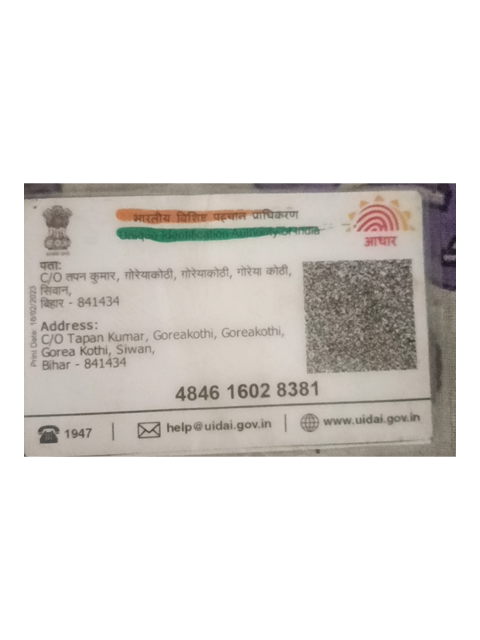 भारतीय विशिष्ट पहचान प्राधिकरण
Unique Identification Authority of India
आधार
पता:
C/O तपन कुमार, गोरेयाकोठी, गोरेयाकोठी, गोरेया कोठी,
सिवान,
बिहार - 841434
Address:
C/O Tapan Kumar, Goreakothi, Goreakothi,
Gorea Kothi, Siwan,
Bihar - 841434
Print Date: 16/02/2023
4846 1602 8381
1947 | help@uidai.gov.in | www.uidai.gov.in